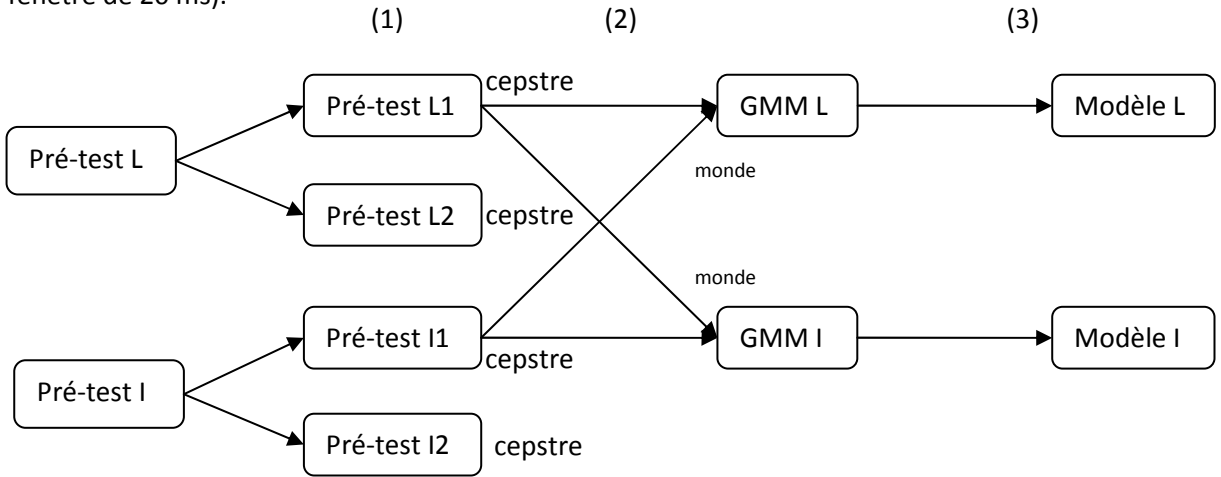 fenêtre de 20 ms).
(1) (2) (3)
cepstre
Pré-test L1 GMM L Modèle L
Pré-test L
monde
Pré-test L2 cepstre
monde
Pré-test I1 GMM I Modèle I
cepstre
Pré-test I
Pré-test I2 cepstre